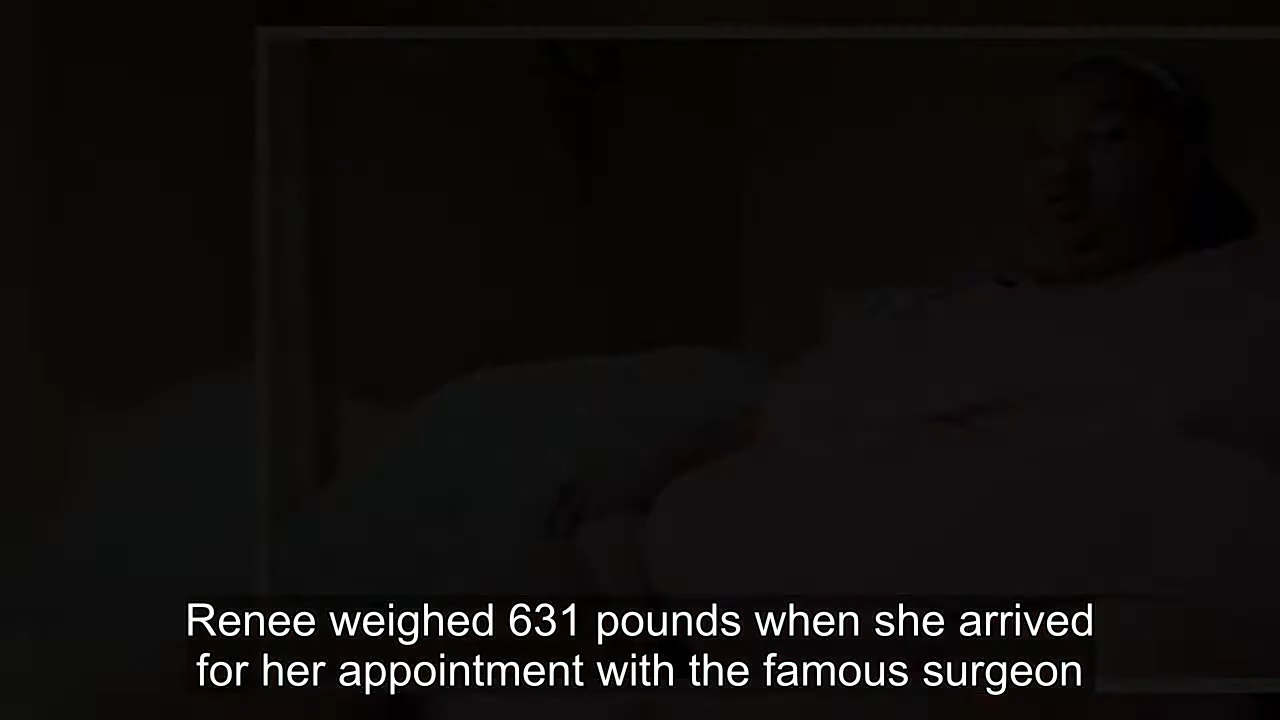 Renee weighed 631 pounds when she arrived
for her appointment with the famous surgeon